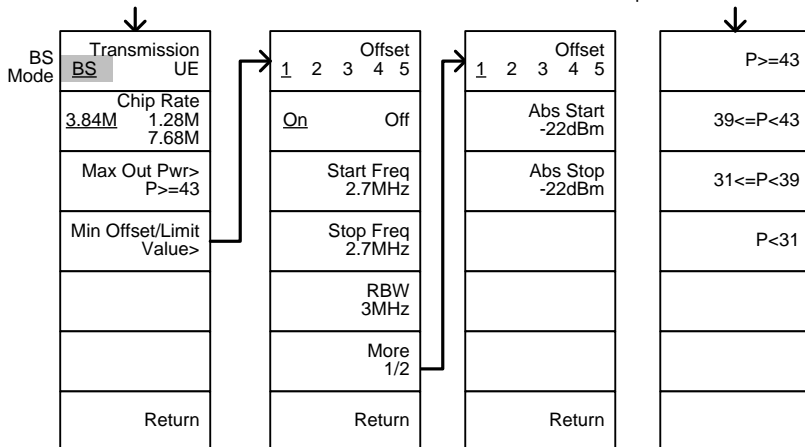 BS
Mode
Transmission
BS UE
Chip Rate
3.84M 1.28M
7.68M
Max Out Pwr>
P>=43
Min Offset/Limit
Value>
Return
Offset
1 2 3 4 5
On Off
Start Freq
2.7MHz
Stop Freq
2.7MHz
RBW
3MHz
More
1/2
Return
Offset
1 2 3 4 5
Abs Start
-22dBm
Abs Stop
-22dBm
Return
P>=43
39<=P<43
31<=P<39
P<31